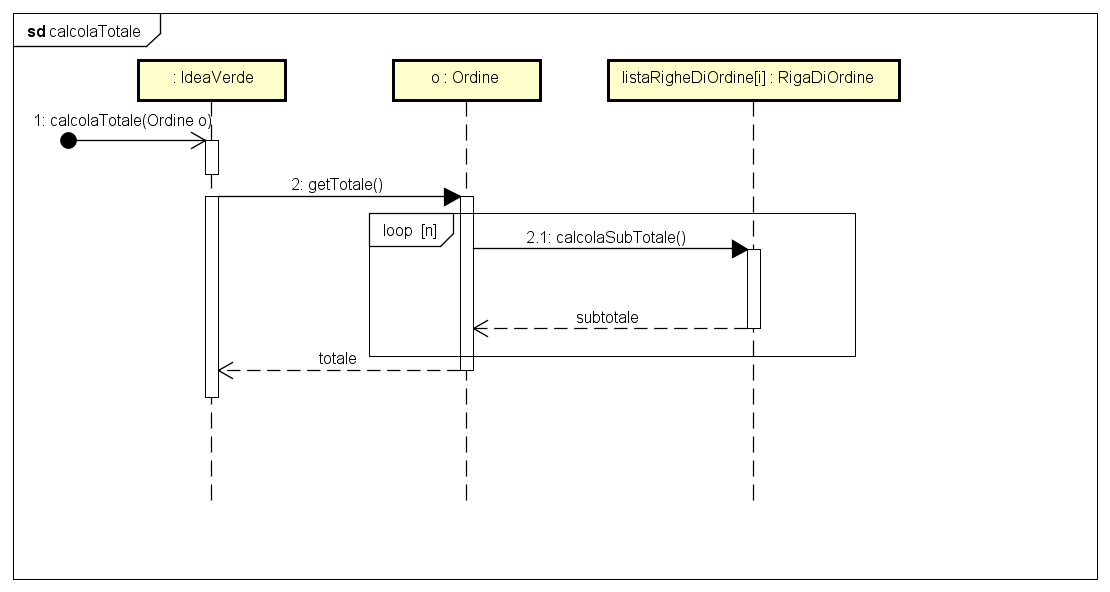 sd calcolaTotale
: IdeaVerde
o : Ordine
listaRigheDiOrdine[i] : RigaDiOrdine
1: calcolaTotale(Ordine o)
2: getTotale()
loop [n]
2.1: calcolaSubTotale()
subtotale
totale